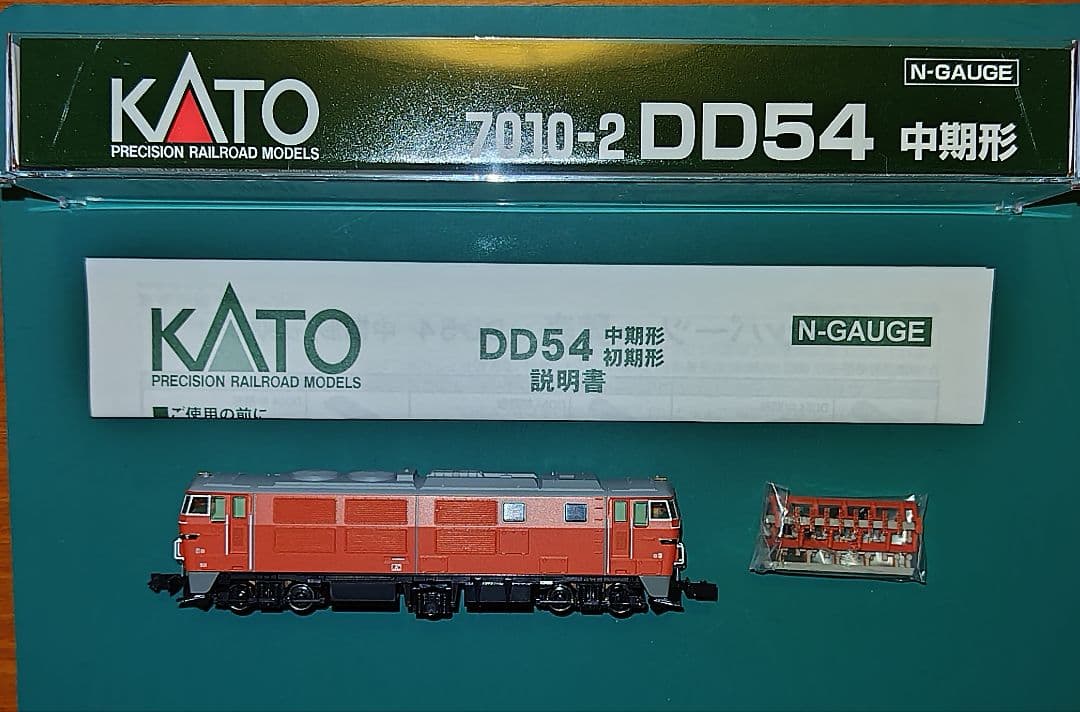 N-GAUGE
KATO
7010-2 DD54 中期形
PRECISION RAILROAD MODELS
KATO
DD54 中期形
初期形
N-GAUGE
PRECISION RAILROAD MODELS
説明書
■ご使用の前に